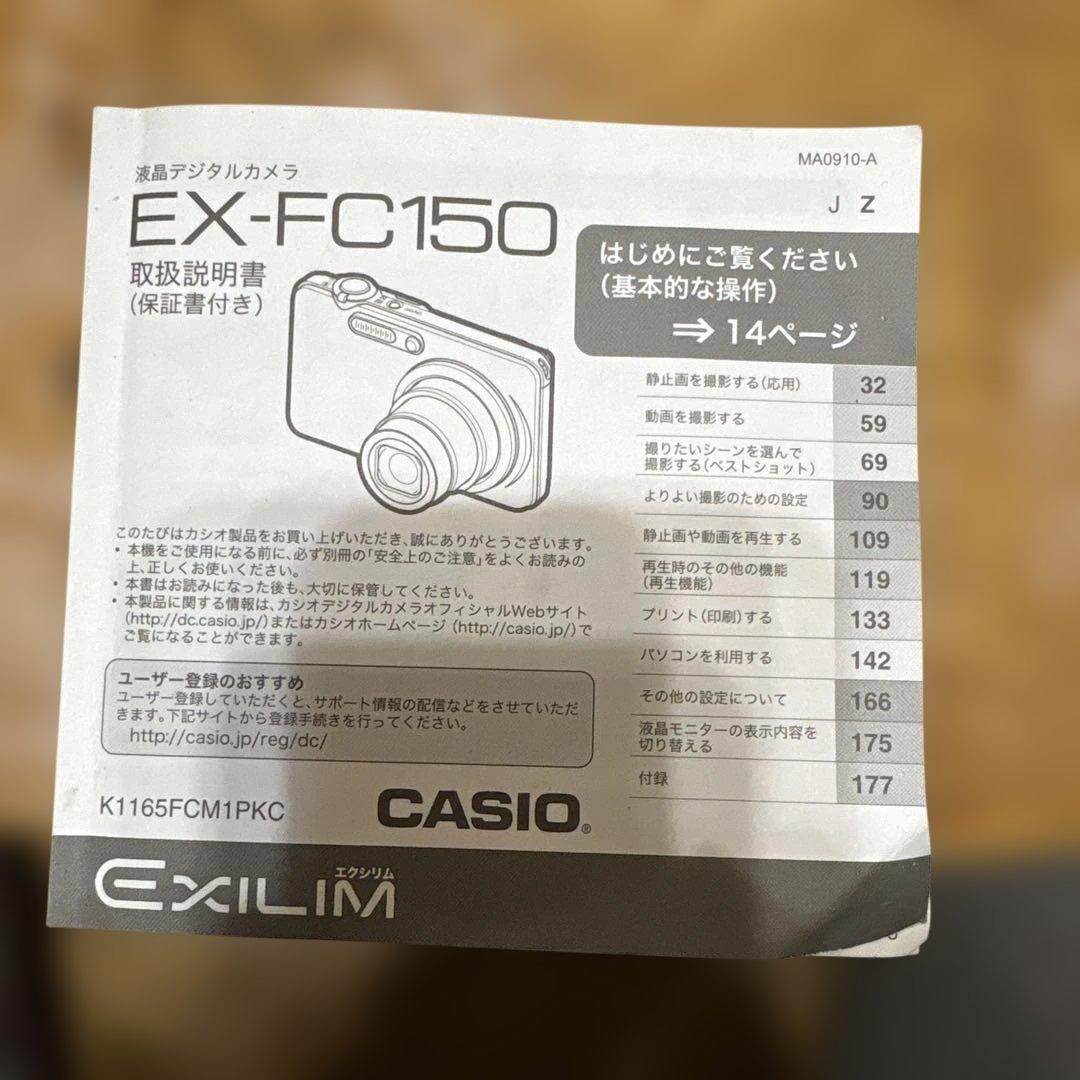 MA0910-A
J Z
液晶デジタルカメラ
EX-FC150
取扱説明書
(保証書付き)
はじめにご覧ください
(基本的な操作)
⇒ 14ページ
静止画を撮影する(応用) 32
動画を撮影する 59
撮りたいシーンを選んで
撮影する(ベストショット) 69
よりよい撮影のための設定 90
静止画や動画を再生する 109
再生時のその他の機能
(再生機能) 119
プリント(印刷)する 133
パソコンを利用する 142
その他の設定について 166
液晶モニターの表示内容を
切り替える 175
付録 177
このたびはカシオ製品をお買い上げいただき、誠にありがとうございます。
• 本機をご使用になる前に、必ず別冊の「安全上のご注意」をよくお読みの
上、正しくお使いください。
• 本書はお読みになった後も、大切に保管してください。
• 本製品に関する情報は、カシオデジタルカメラオフィシャルWebサイト
(http://dc.casio.jp/)またはカシオホームページ (http://casio.jp/)で
ご覧になることができます。
ユーザー登録のおすすめ
ユーザー登録していただくと、サポート情報の配信などをさせていただ
きます。下記サイトから登録手続きを行ってください。
http://casio.jp/reg/dc/
K1165FCM1PKC
CASIO®
エクシリム
EXILIM